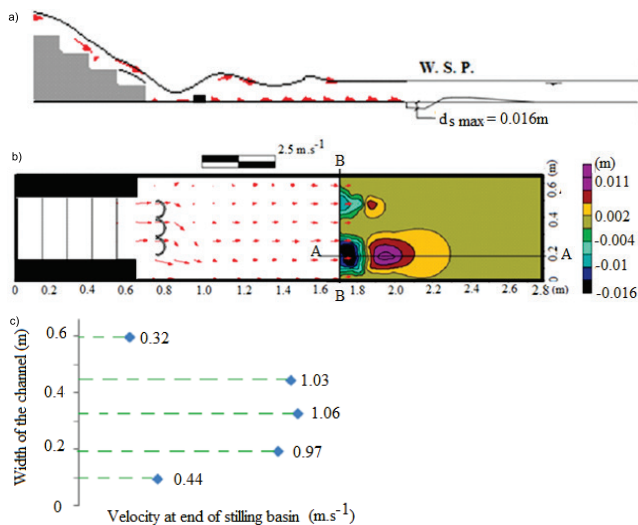 a)
W. S. P.
ds max = 0.016m
b)
2.5 m.s-1
B
(m)
0.011
0.002
-0.004
-0.01
-0.016
A A
B
0 0.2 0.4 0.6 (m)
0 0.2 0.4 0.6 0.8 1.0 1.2 1.4 1.6 1.8 2.0 2.2 2.4 2.6 2.8
(m)
c)
Width of the channel (m)
0.6
0.4
0.2
0
0.32
1.03
1.06
0.97
0.44
Velocity at end of stilling basin (m.s-1)